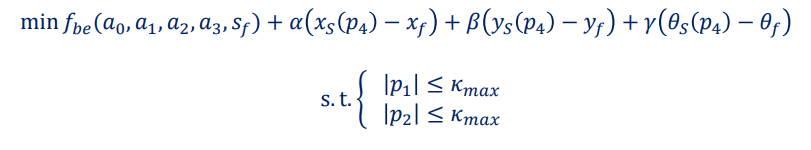 min f_be(a_0, a_1, a_2, a_3, s_f) + α(x_s(p_4) − x_f) + β(y_s(p_4) − y_f) + γ(θ_s(p_4) − θ_f)
s.t. { |p_1| ≤ κ_max
|p_2| ≤ κ_max